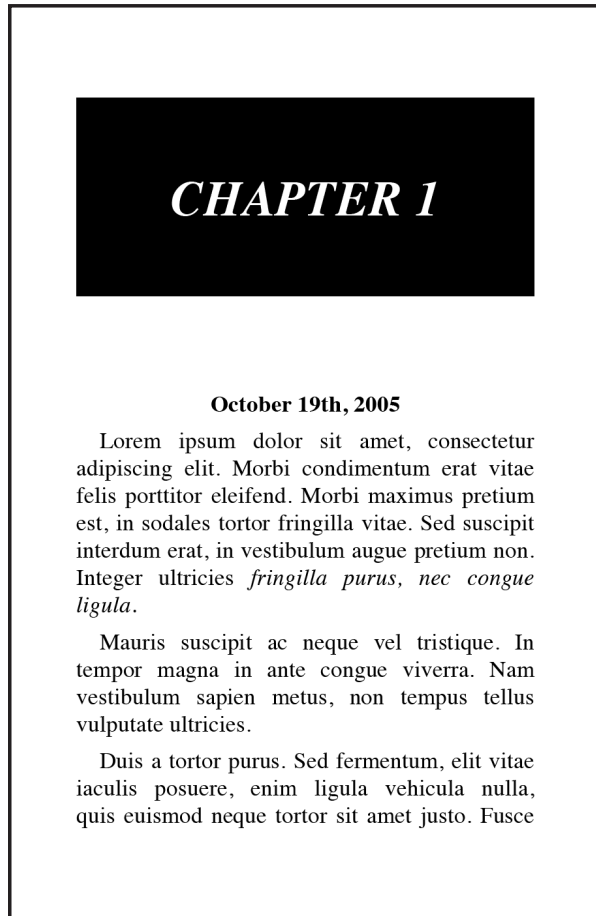 CHAPTER 1
October 19th, 2005
Lorem ipsum dolor sit amet, consectetur
adipiscing elit. Morbi condimentum erat vitae
felis porttitor eleifend. Morbi maximus pretium
est, in sodales tortor fringilla vitae. Sed suscipit
interdum erat, in vestibulum augue pretium non.
Integer ultricies fringilla purus, nec congue
ligula.
Mauris suscipit ac neque vel tristique. In
tempor magna in ante congue viverra. Nam
vestibulum sapien metus, non tempus tellus
vulputate ultricies.
Duis a tortor purus. Sed fermentum, elit vitae
iaculis posuere, enim ligula vehicula nulla,
quis euismod neque tortor sit amet justo. Fusce